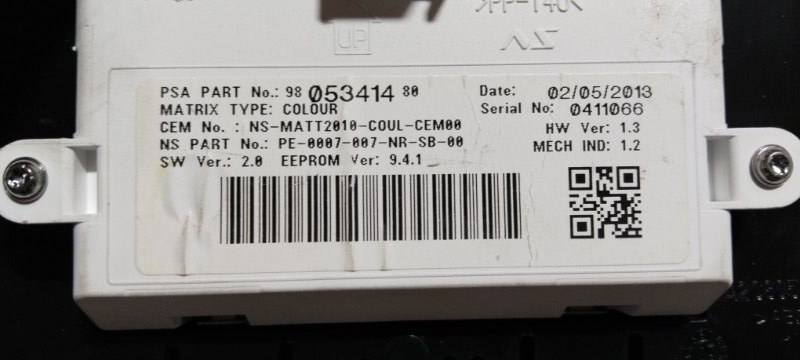 >PP-T40<
UP
PSA PART No.: 98 053414 80
Date: 02/05/2013
MATRIX TYPE: COLOUR
Serial No: 0411066
CEM No. : NS-MATT2010-COUL-CEM00
HW Ver: 1.3
NS PART No.: PE-0007-007-NR-SB-00
MECH IND: 1.2
SW Ver.: 2.0 EEPROM Ver: 9.4.1